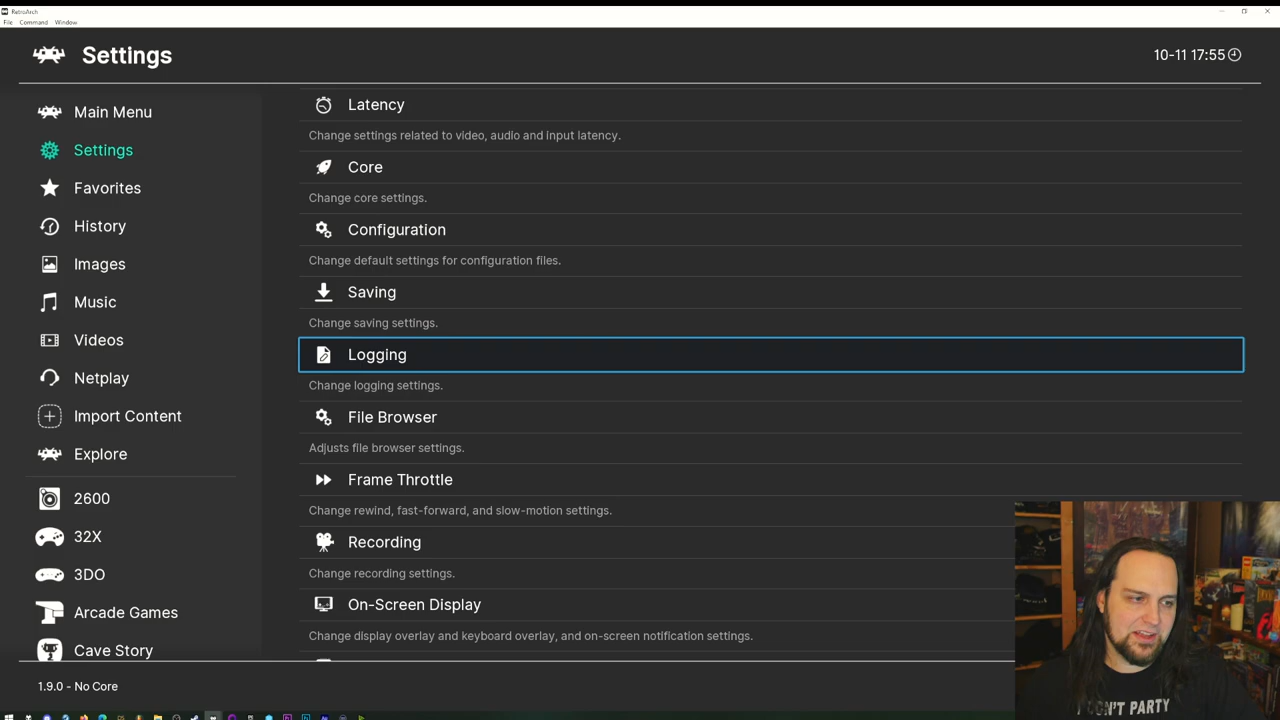 RetroArch
File Command Window
Settings
10-11 17:55
Main Menu
Settings
Favorites
History
Images
Music
Videos
Netplay
Import Content
Explore
2600
32X
3DO
Arcade Games
Cave Story
Latency
Change settings related to video, audio and input latency.
Core
Change core settings.
Configuration
Change default settings for configuration files.
Saving
Change saving settings.
Logging
Change logging settings.
File Browser
Adjusts file browser settings.
Frame Throttle
Change rewind, fast-forward, and slow-motion settings.
Recording
Change recording settings.
On-Screen Display
Change display overlay and keyboard overlay, and on-screen notification settings.
1.9.0 - No Core
I DON'T PARTY